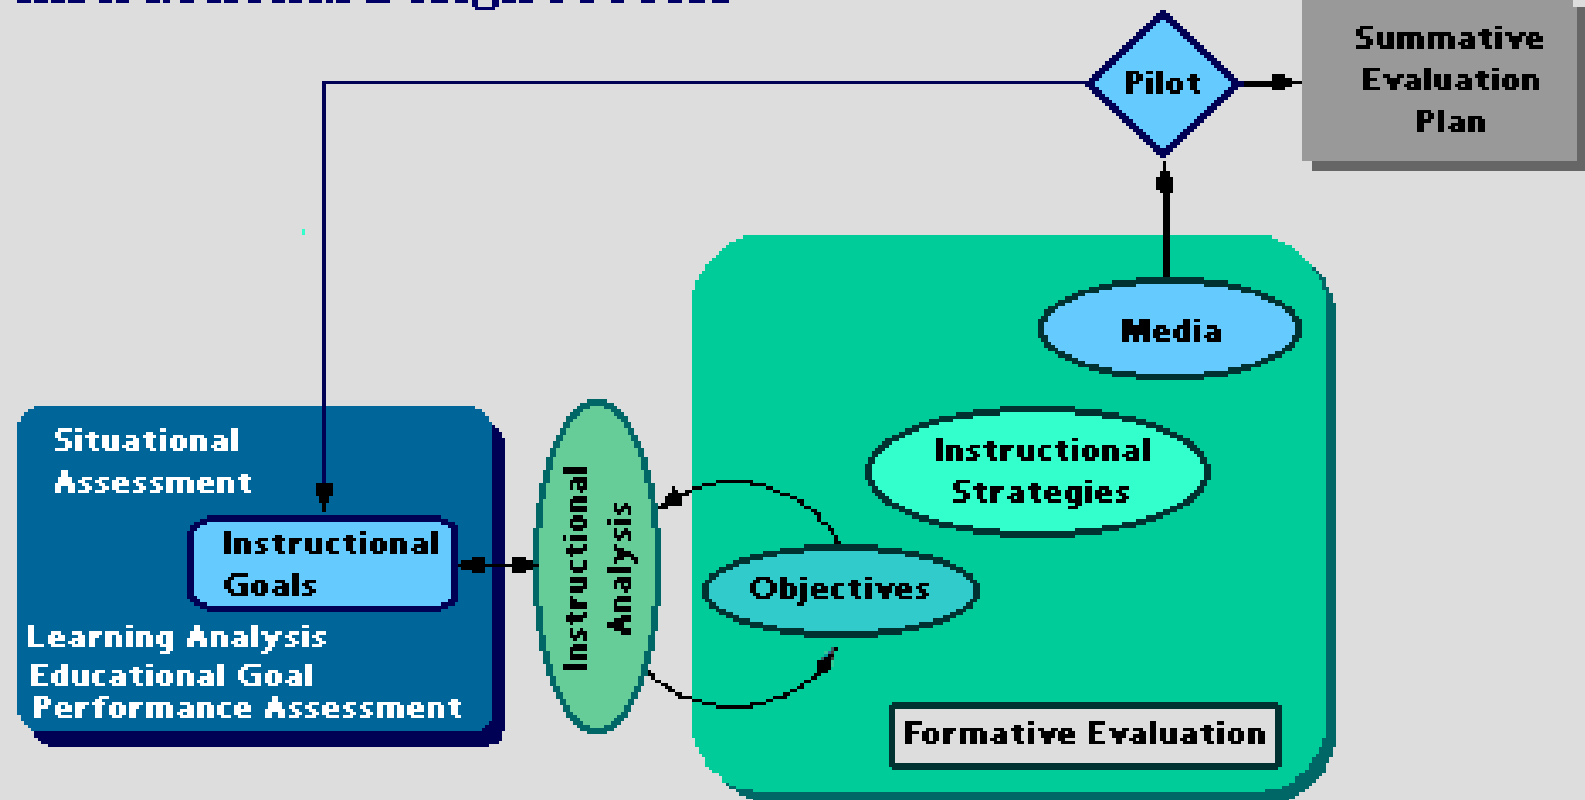 Pilot
Summative
Evaluation
Plan
Media
Instructional
Strategies
Situational
Assessment
Instructional
Goals
Instructional
Analysis
Objectives
Learning Analysis
Educational Goal
Performance Assessment
Formative Evaluation